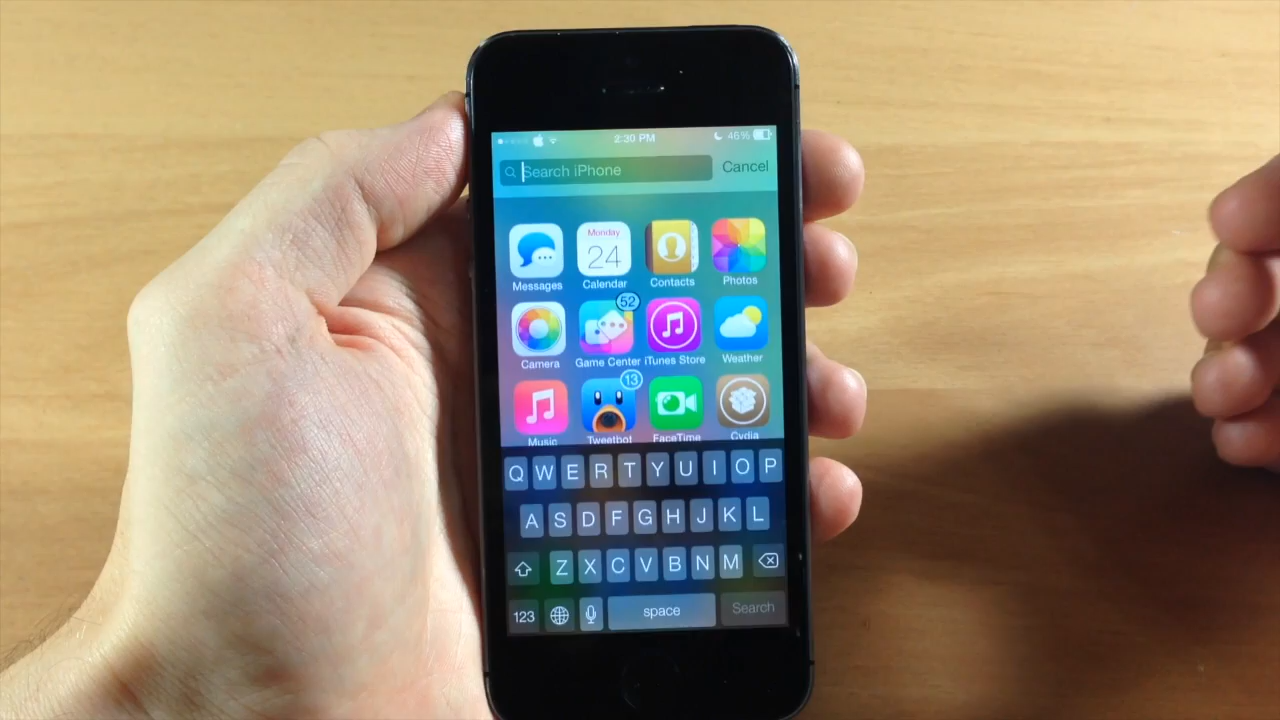 2:30 PM 46%
Search iPhone Cancel
Monday
24
Messages Calendar Contacts Photos
52
Camera Game Center iTunes Store Weather
13
Music Tweetbot FaceTime Cydia
Q W E R T Y U I O P
A S D F G H J K L
Z X C V B N M
123 space Search